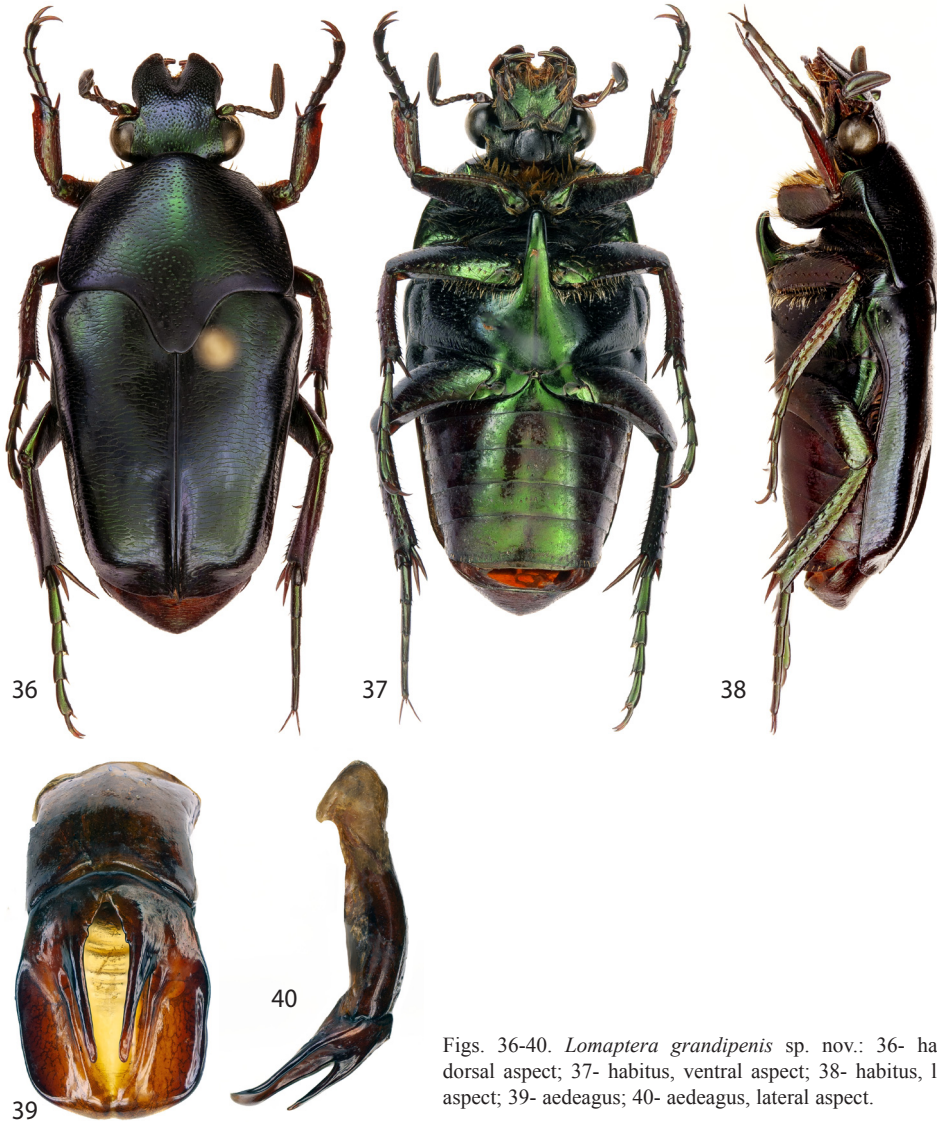 36
37
38
39
40
Figs. 36-40. Lomaptera grandipenis sp. nov.: 36- ha
dorsal aspect; 37- habitus, ventral aspect; 38- habitus, l
aspect; 39- aedeagus; 40- aedeagus, lateral aspect.